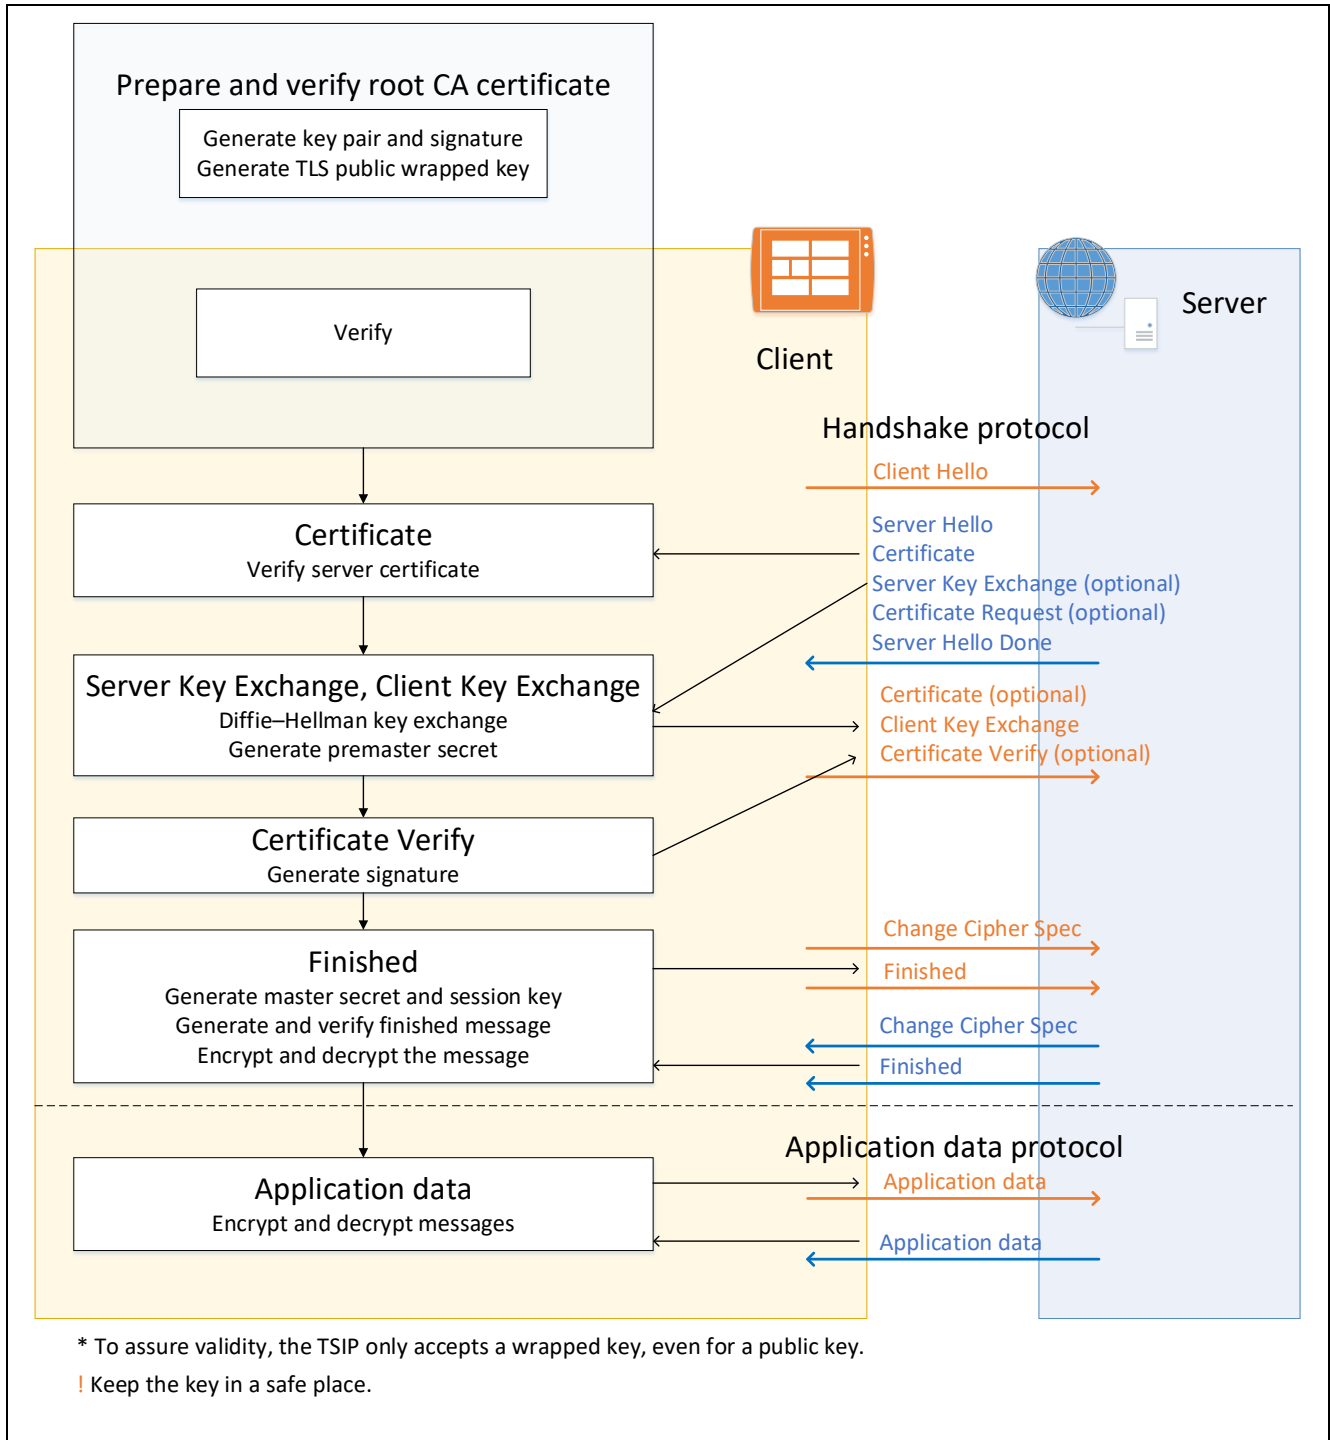 Prepare and verify root CA certificate
Generate key pair and signature
Generate TLS public wrapped key
Verify
Client
Server
Handshake protocol
Client Hello
Certificate
Verify server certificate
Server Hello
Certificate
Server Key Exchange (optional)
Certificate Request (optional)
Server Hello Done
Server Key Exchange, Client Key Exchange
Diffie–Hellman key exchange
Generate premaster secret
Certificate (optional)
Client Key Exchange
Certificate Verify (optional)
Certificate Verify
Generate signature
Finished
Generate master secret and session key
Generate and verify finished message
Encrypt and decrypt the message
Change Cipher Spec
Finished
Change Cipher Spec
Finished
Application data protocol
Application data
Encrypt and decrypt messages
Application data
Application data
* To assure validity, the TSIP only accepts a wrapped key, even for a public key.
! Keep the key in a safe place.